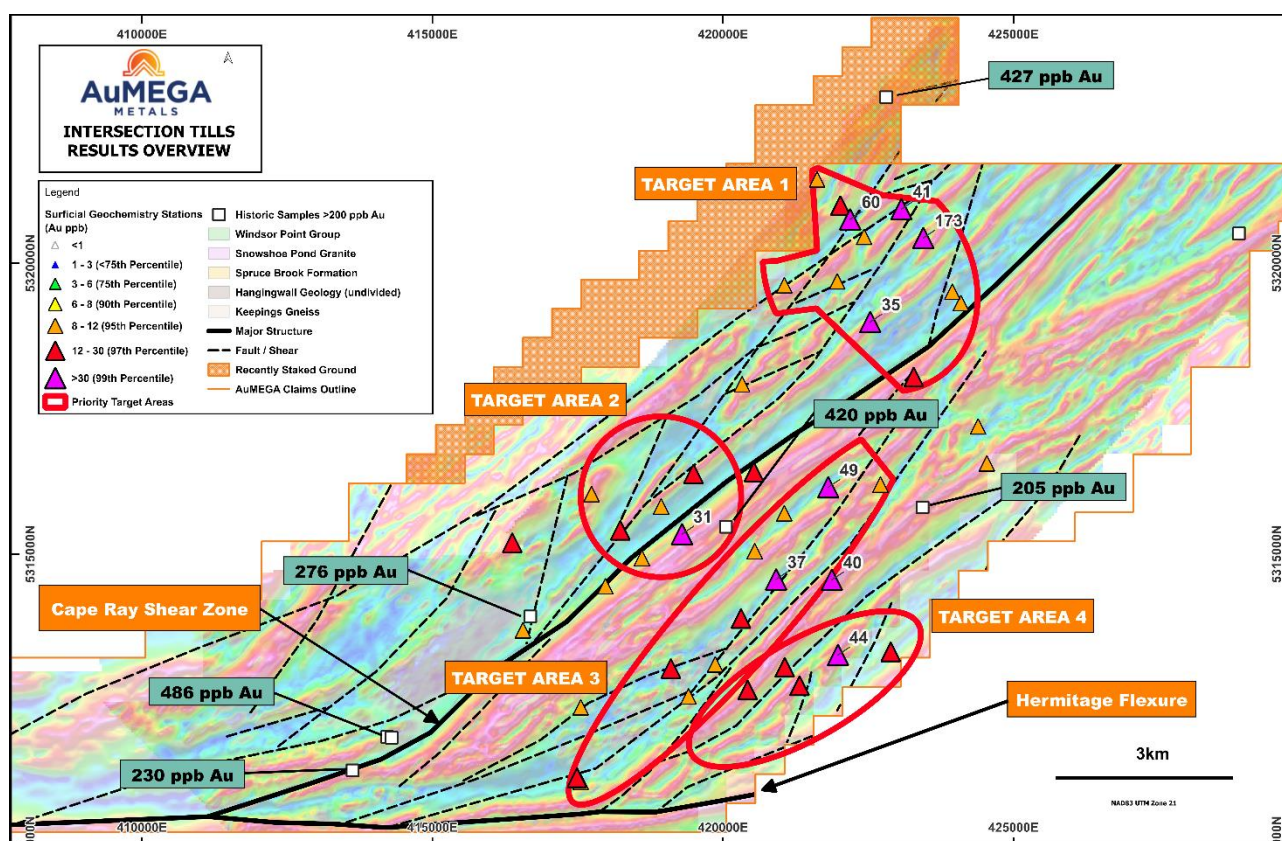 410000E
415000E
420000E
425000E
AuMEGA
METALS
INTERSECTION TILLS
RESULTS OVERVIEW
427 ppb Au
Legend
Surficial Geochemistry Stations
(Au ppb)
<1
1 - 3 (<75th Percentile)
3 - 6 (75th Percentile)
6 - 8 (90th Percentile)
8 - 12 (95th Percentile)
12 - 30 (97th Percentile)
>30 (99th Percentile)
Priority Target Areas
Historic Samples >200 ppb Au
Windsor Point Group
Snowshoe Pond Granite
Spruce Brook Formation
Hangingwall Geology (undivided)
Keepings Gneiss
Major Structure
Fault / Shear
Recently Staked Ground
AuMEGA Claims Outline
TARGET AREA 1
60
41
173
35
5320000N
5320000N
TARGET AREA 2
420 ppb Au
49
205 ppb Au
31
5315000N
5315000N
276 ppb Au
37
40
Cape Ray Shear Zone
TARGET AREA 4
44
TARGET AREA 3
486 ppb Au
Hermitage Flexure
230 ppb Au
3km
NAD83 UTM Zone 21
410000E
415000E
420000E
425000E